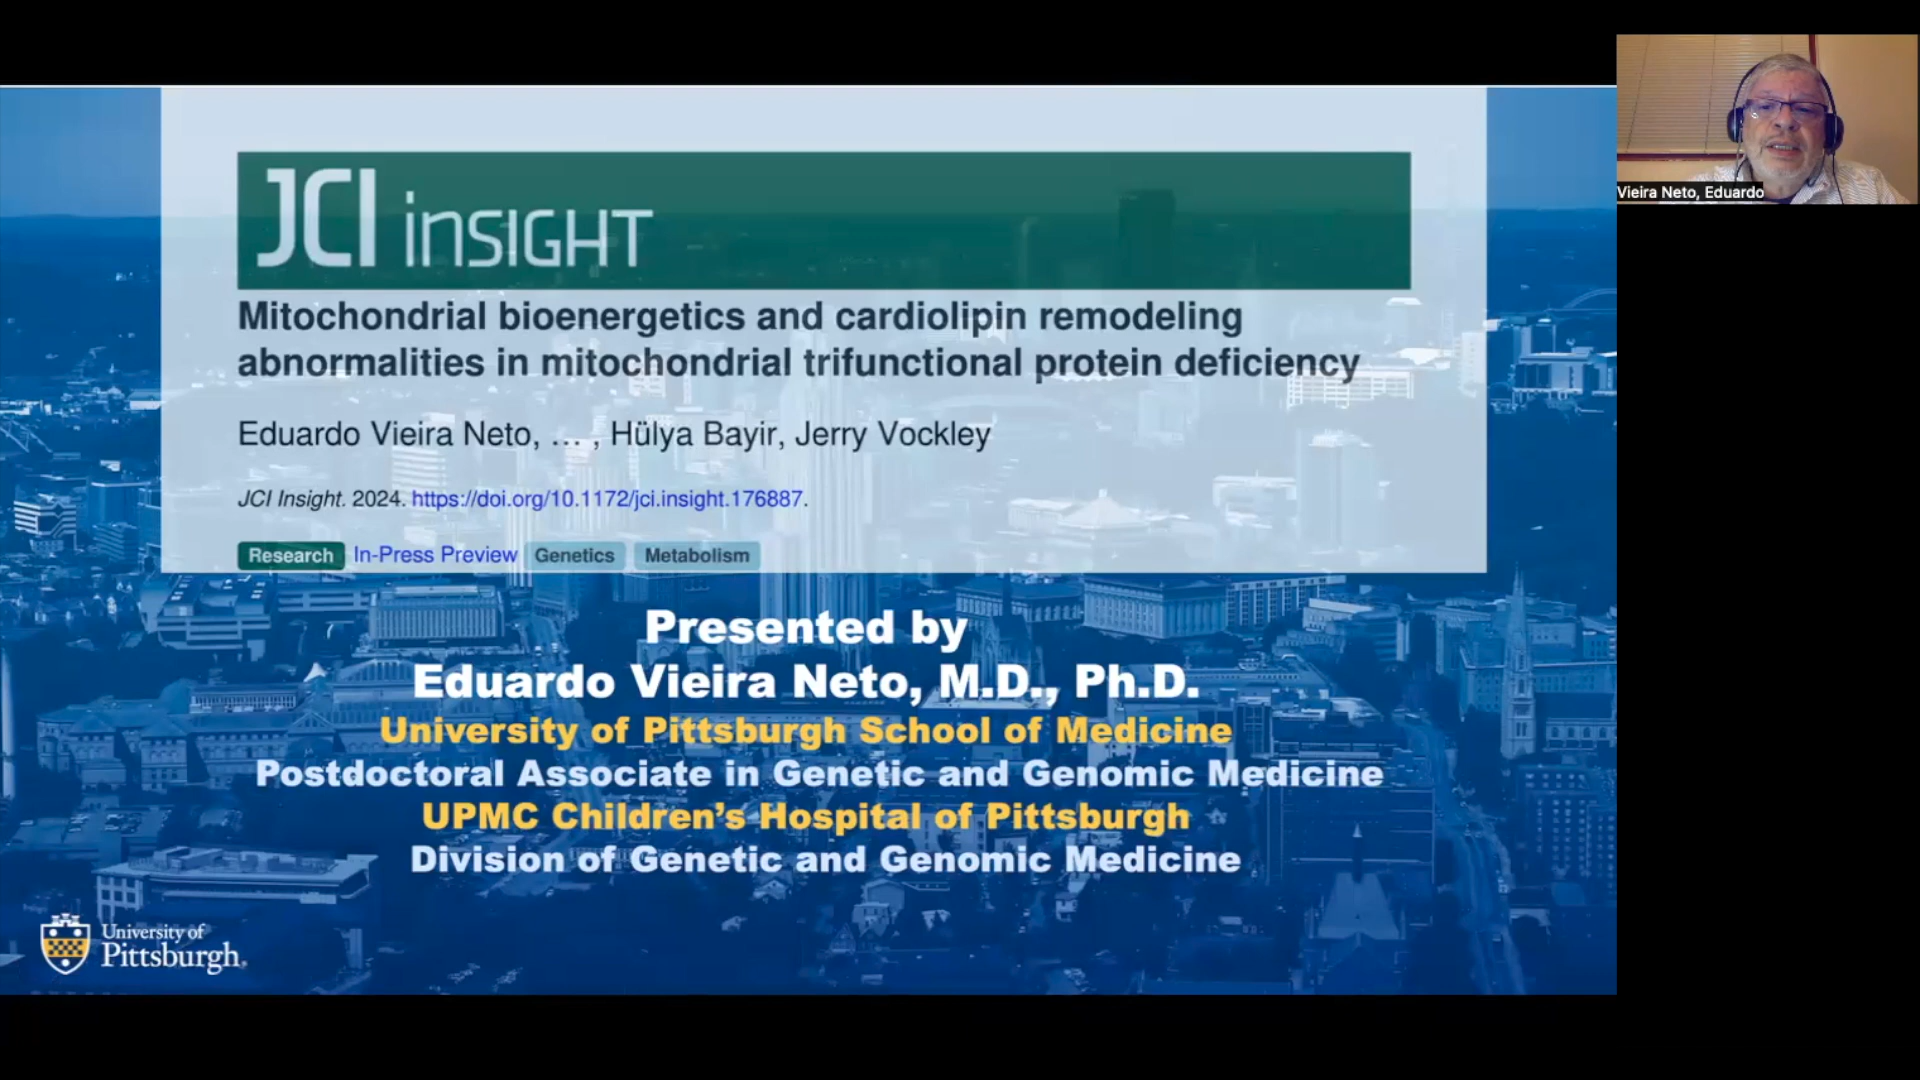 JCI insight
Mitochondrial bioenergetics and cardiolipin remodeling
abnormalities in mitochondrial trifunctional protein deficiency
Eduardo Vieira Neto, ... , Hülya Bayir, Jerry Vockley
JCI Insight. 2024. https://doi.org/10.1172/jci.insight.176887.
Research In-Press Preview Genetics Metabolism
Presented by
Eduardo Vieira Neto, M.D., Ph.D.
University of Pittsburgh School of Medicine
Postdoctoral Associate in Genetic and Genomic Medicine
UPMC Children’s Hospital of Pittsburgh
Division of Genetic and Genomic Medicine
University of
Pittsburgh.
Vieira Neto, Eduardo